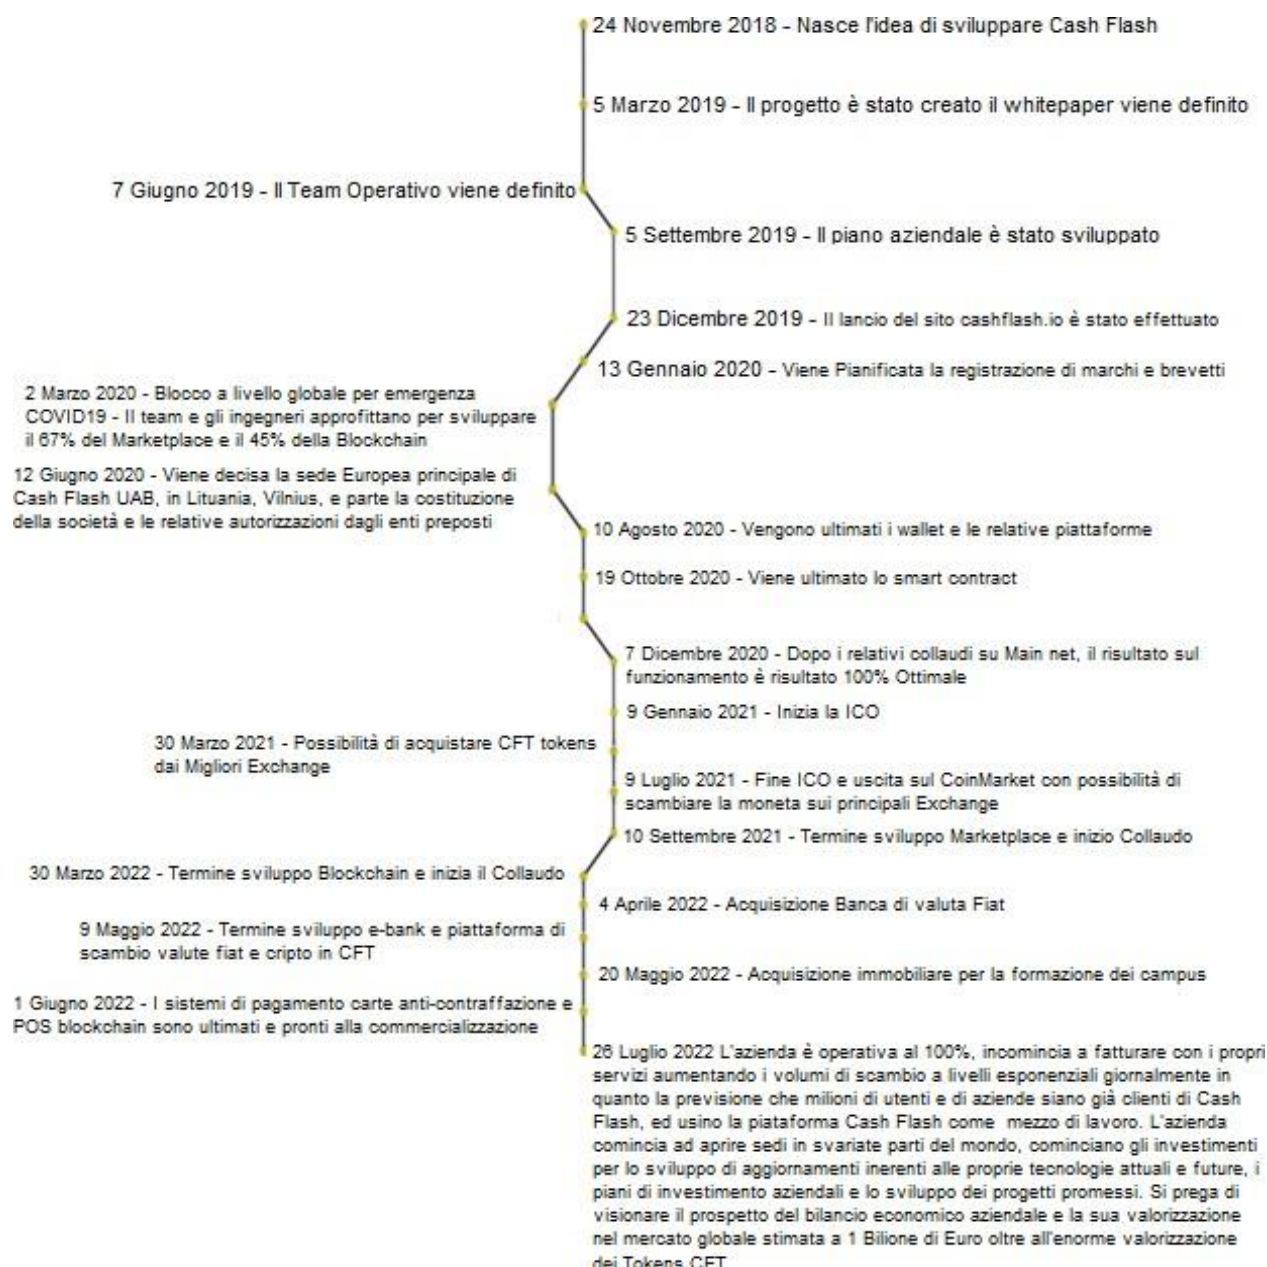 24 Novembre 2018 - Nasce l'idea di sviluppare Cash Flash
5 Marzo 2019 - Il progetto è stato creato il whitepaper viene definito
7 Giugno 2019 - Il Team Operativo viene definito
5 Settembre 2019 - Il piano aziendale è stato sviluppato
23 Dicembre 2019 - Il lancio del sito cashflash.io è stato effettuato
13 Gennaio 2020 - Viene Pianificata la registrazione di marchi e brevetti
2 Marzo 2020 - Blocco a livello globale per emergenza
COVID19 - Il team e gli ingegneri approfittano per sviluppare
il 67% del Marketplace e il 45% della Blockchain
12 Giugno 2020 - Viene decisa la sede Europea principale di
Cash Flash UAB, in Lituania, Vilnius, e parte la costituzione
della società e le relative autorizzazioni dagli enti preposti
10 Agosto 2020 - Vengono ultimati i wallet e le relative piattaforme
19 Ottobre 2020 - Viene ultimato lo smart contract
7 Dicembre 2020 - Dopo i relativi collaudi su Main net, il risultato sul
funzionamento è risultato 100% Ottimale
9 Gennaio 2021 - Inizia la ICO
30 Marzo 2021 - Possibilità di acquistare CFT tokens
dai Migliori Exchange
9 Luglio 2021 - Fine ICO e uscita sul CoinMarket con possibilità di
scambiare la moneta sui principali Exchange
10 Settembre 2021 - Termine sviluppo Marketplace e inizio Collaudo
30 Marzo 2022 - Termine sviluppo Blockchain e inizia il Collaudo
4 Aprile 2022 - Acquisizione Banca di valuta Fiat
9 Maggio 2022 - Termine sviluppo e-bank e piattaforma di
scambio valute fiat e cripto in CFT
20 Maggio 2022 - Acquisizione immobiliare per la formazione dei campus
1 Giugno 2022 - I sistemi di pagamento carte anti-contraffazione e
POS blockchain sono ultimati e pronti alla commercializzazione
26 Luglio 2022 L'azienda è operativa al 100%, incomincia a fatturare con i propri
servizi aumentando i volumi di scambio a livelli esponenziali giornalmente in
quanto la previsione che milioni di utenti e di aziende siano già clienti di Cash
Flash, ed usino la piataforma Cash Flash come mezzo di lavoro. L'azienda
comincia ad aprire sedi in svariate parti del mondo, cominciano gli investimenti
per lo sviluppo di aggiornamenti inerenti alle proprie tecnologie attuali e future, i
piani di investimento aziendali e lo sviluppo dei progetti promessi. Si prega di
visionare il prospetto del bilancio economico aziendale e la sua valorizzazione
nel mercato globale stimata a 1 Bilione di Euro oltre all'enorme valorizzazione
dei Tokens CFT